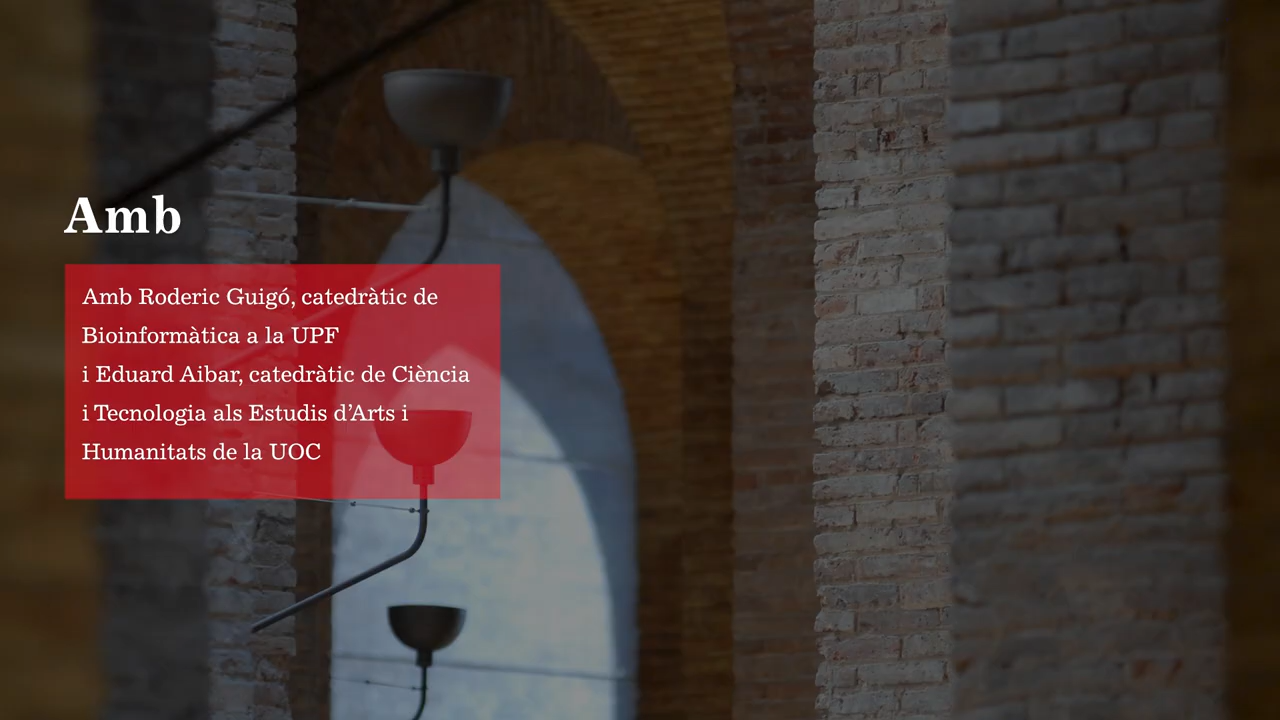 Amb
Amb Roderic Guigó, catedràtic de
Bioinformàtica a la UPF
i Eduard Aibar, catedràtic de Ciència
i Tecnologia als Estudis d’Arts i
Humanitats de la UOC